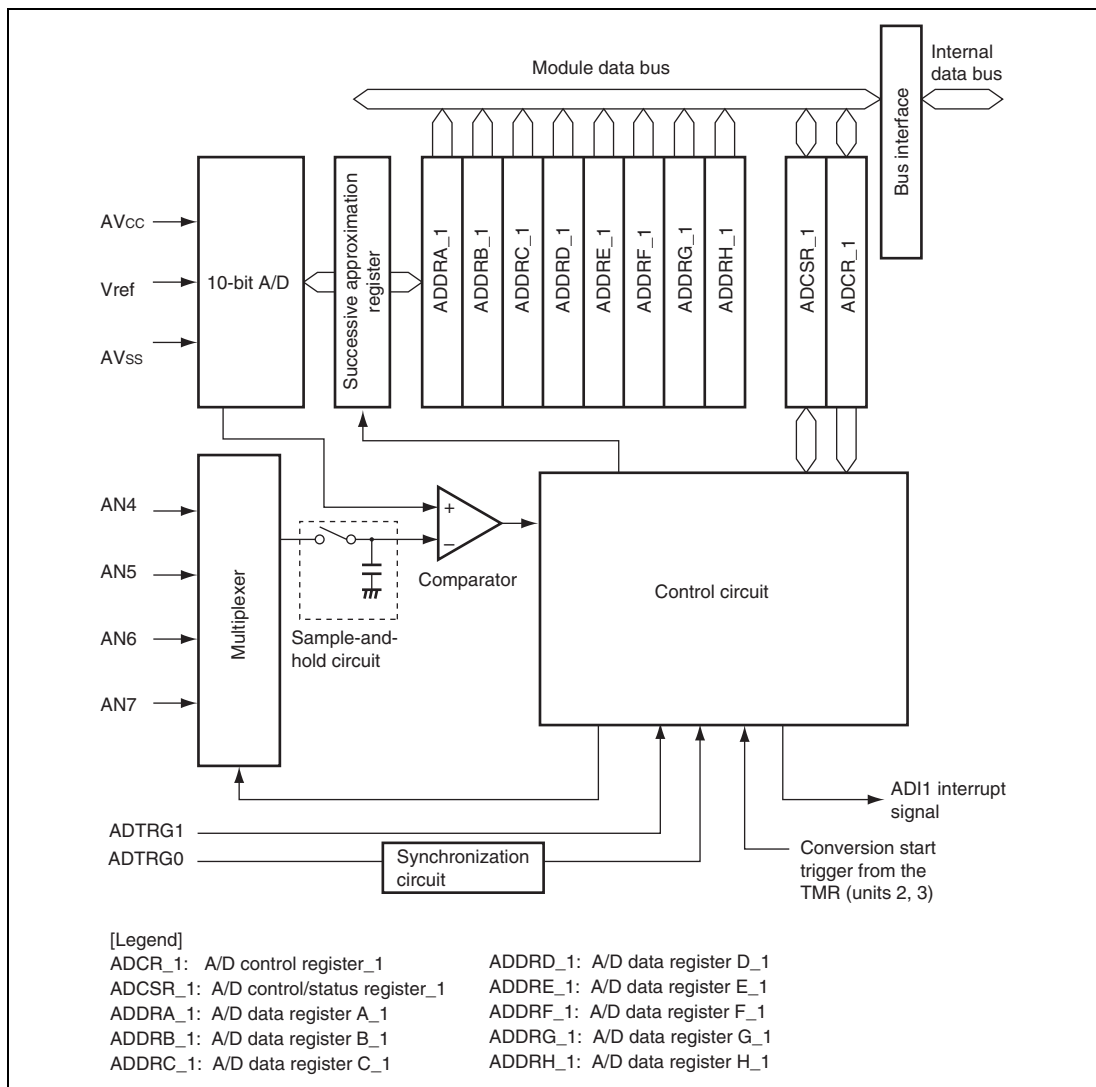 Module data bus
Internal
data bus
Bus interface
AVCC
Vref
AVSS
10-bit A/D
Successive approximation
register
ADDRA_1
ADDRB_1
ADDRC_1
ADDRD_1
ADDRE_1
ADDRF_1
ADDRG_1
ADDRH_1
ADCSR_1
ADCR_1
AN4
AN5
AN6
AN7
Multiplexer
+
–
Comparator
Sample-and-
hold circuit
Control circuit
ADI1 interrupt
signal
ADTRG1
ADTRG0
Synchronization
circuit
Conversion start
trigger from the
TMR (units 2, 3)
[Legend]
ADCR_1: A/D control register_1
ADCSR_1: A/D control/status register_1
ADDRA_1: A/D data register A_1
ADDRB_1: A/D data register B_1
ADDRC_1: A/D data register C_1
ADDRD_1: A/D data register D_1
ADDRE_1: A/D data register E_1
ADDRF_1: A/D data register F_1
ADDRG_1: A/D data register G_1
ADDRH_1: A/D data register H_1